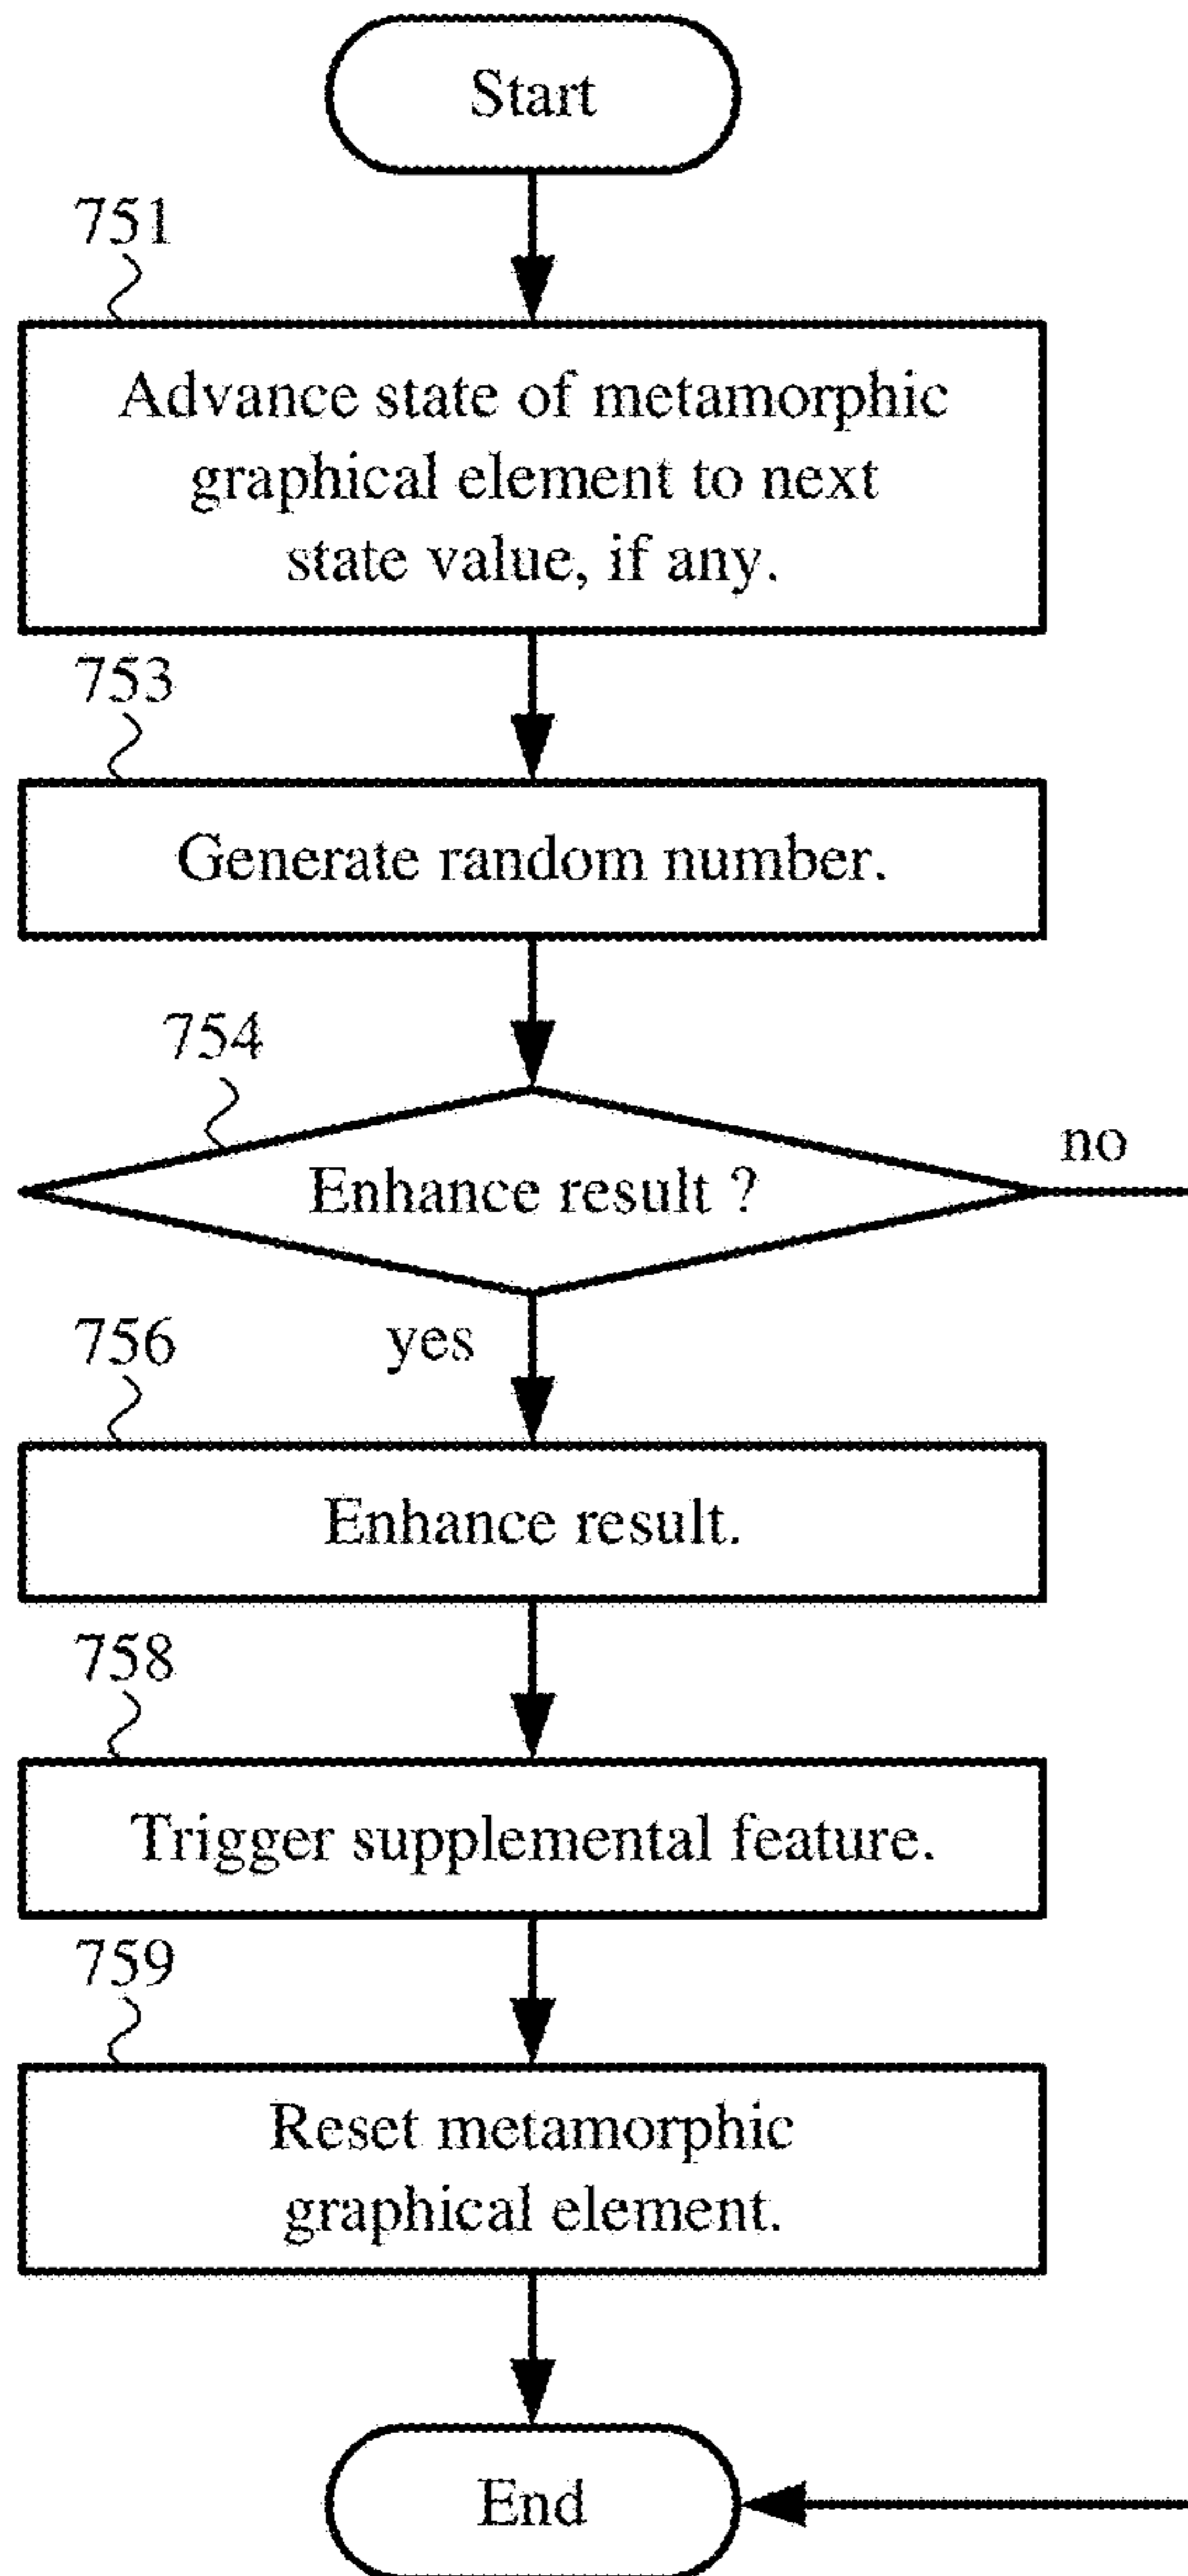 Start
751
Advance state of metamorphic
graphical element to next
state value, if any.
753
Generate random number.
754
Enhance result ?
no
yes
756
Enhance result.
758
Trigger supplemental feature.
759
Reset metamorphic
graphical element.
End